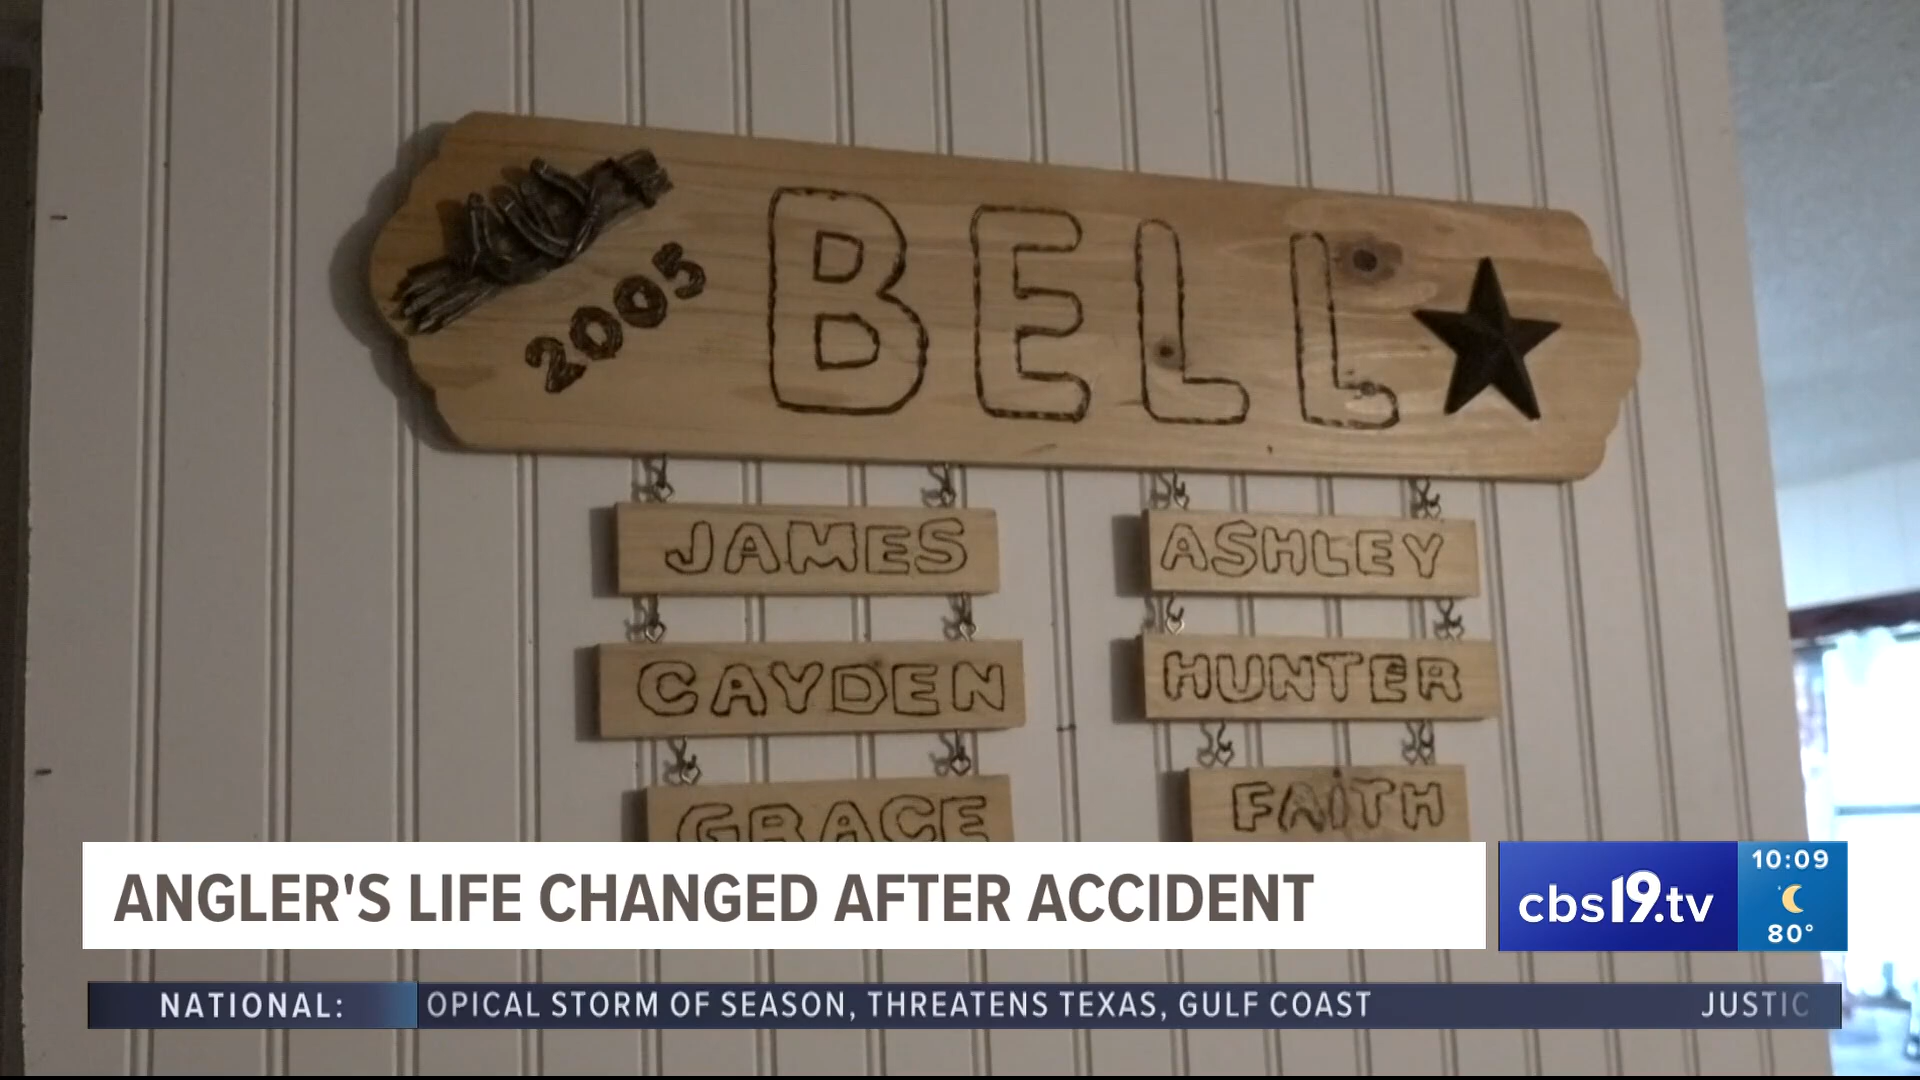 2005
BELL
JAMES
ASHLEY
CAYDEN
HUNTER
GRACE
FAITH
ANGLER'S LIFE CHANGED AFTER ACCIDENT
cbs19.tv
10:09
80°
NATIONAL: OPICAL STORM OF SEASON, THREATENS TEXAS, GULF COAST JUSTIC